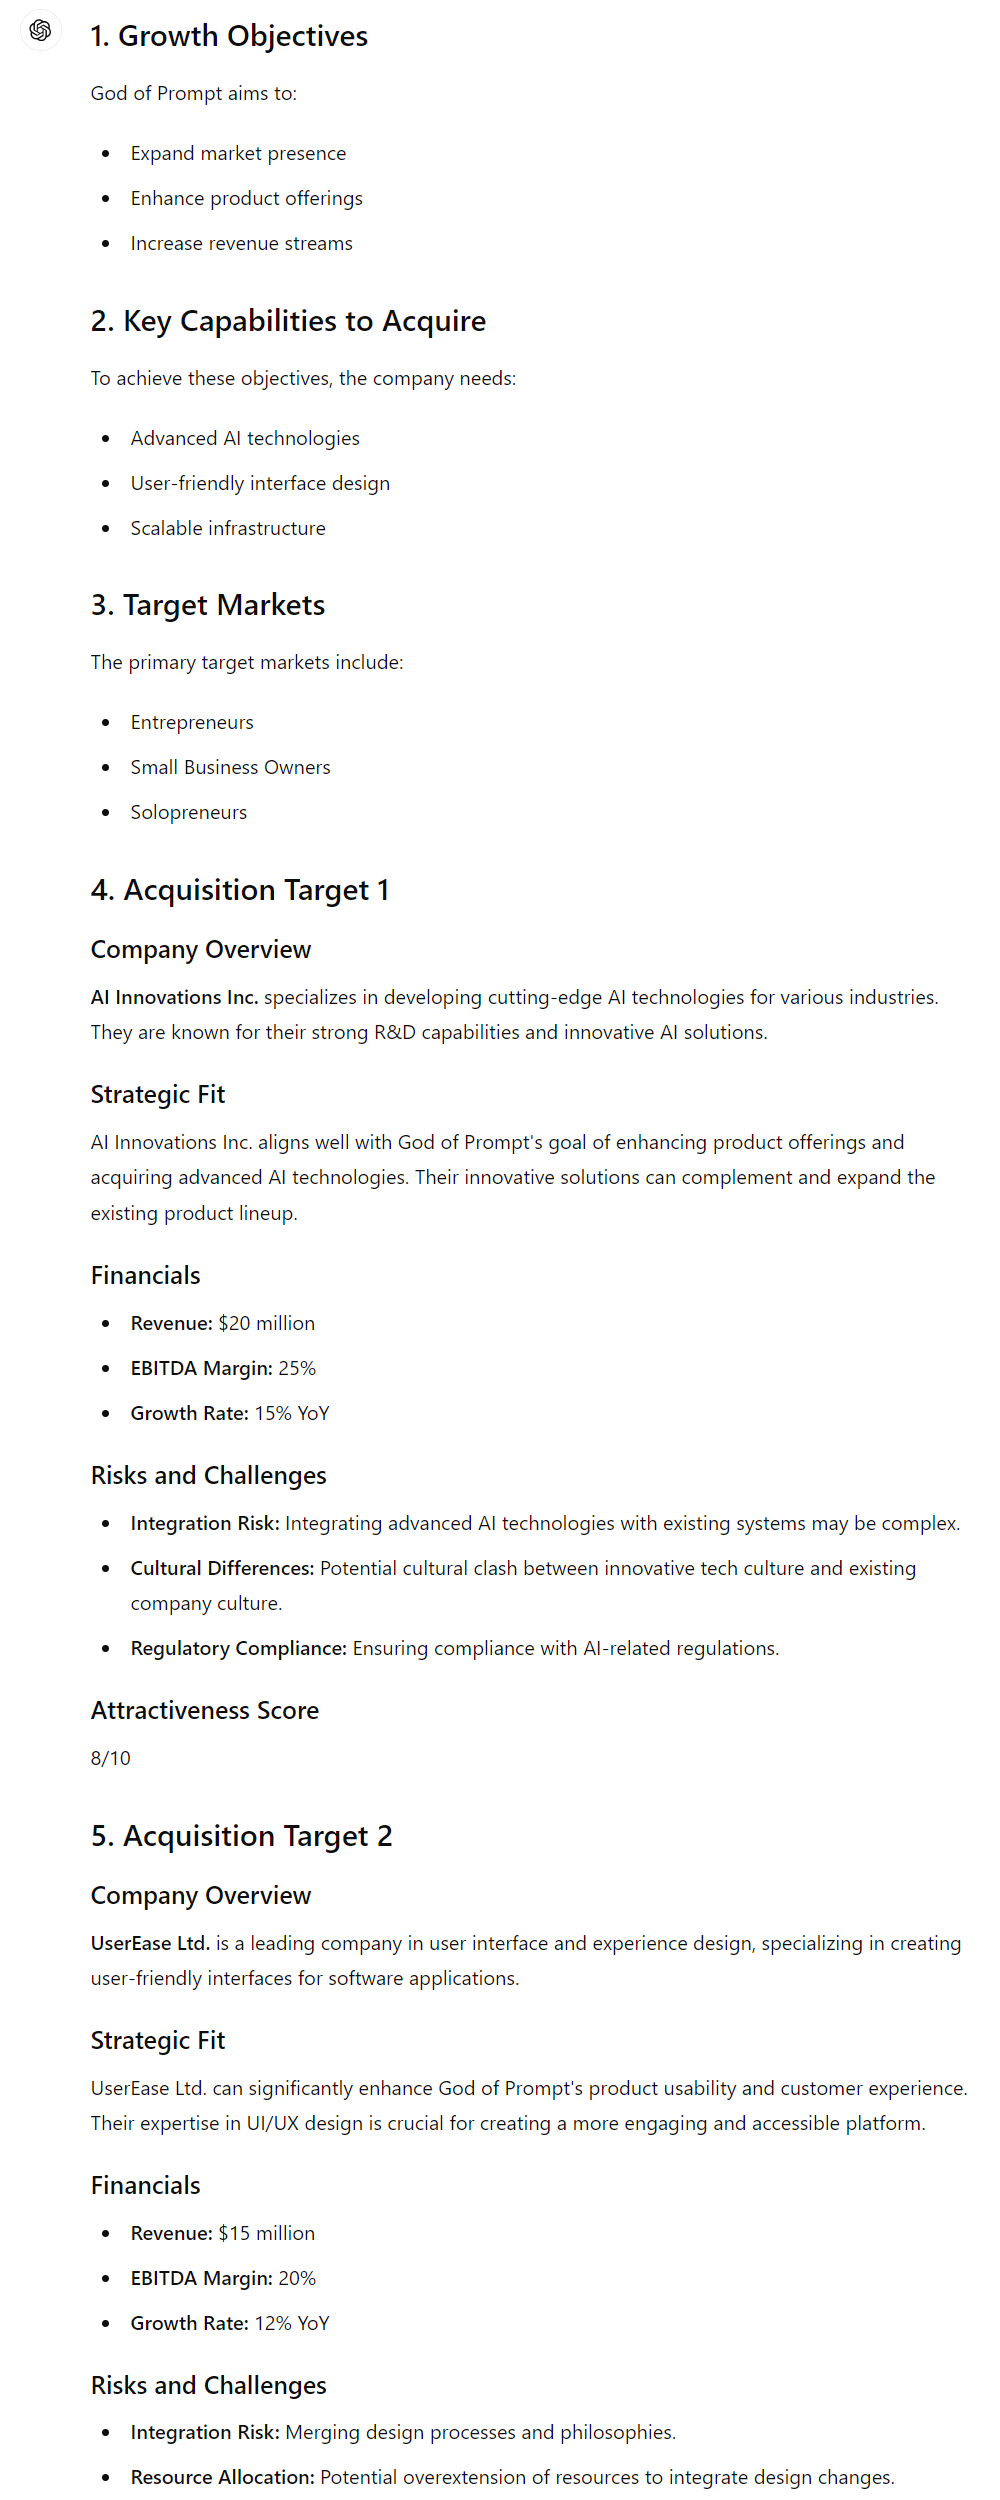 1. Growth Objectives
God of Prompt aims to:
• Expand market presence
• Enhance product offerings
• Increase revenue streams
2. Key Capabilities to Acquire
To achieve these objectives, the company needs:
• Advanced AI technologies
• User-friendly interface design
• Scalable infrastructure
3. Target Markets
The primary target markets include:
• Entrepreneurs
• Small Business Owners
• Solopreneurs
4. Acquisition Target 1
Company Overview
AI Innovations Inc. specializes in developing cutting-edge AI technologies for various industries.
They are known for their strong R&D capabilities and innovative AI solutions.
Strategic Fit
AI Innovations Inc. aligns well with God of Prompt's goal of enhancing product offerings and
acquiring advanced AI technologies. Their innovative solutions can complement and expand the
existing product lineup.
Financials
• Revenue: $20 million
• EBITDA Margin: 25%
• Growth Rate: 15% YoY
Risks and Challenges
• Integration Risk: Integrating advanced AI technologies with existing systems may be complex.
• Cultural Differences: Potential cultural clash between innovative tech culture and existing
company culture.
• Regulatory Compliance: Ensuring compliance with AI-related regulations.
Attractiveness Score
8/10
5. Acquisition Target 2
Company Overview
UserEase Ltd. is a leading company in user interface and experience design, specializing in creating
user-friendly interfaces for software applications.
Strategic Fit
UserEase Ltd. can significantly enhance God of Prompt's product usability and customer experience.
Their expertise in UI/UX design is crucial for creating a more engaging and accessible platform.
Financials
• Revenue: $15 million
• EBITDA Margin: 20%
• Growth Rate: 12% YoY
Risks and Challenges
• Integration Risk: Merging design processes and philosophies.
• Resource Allocation: Potential overextension of resources to integrate design changes.